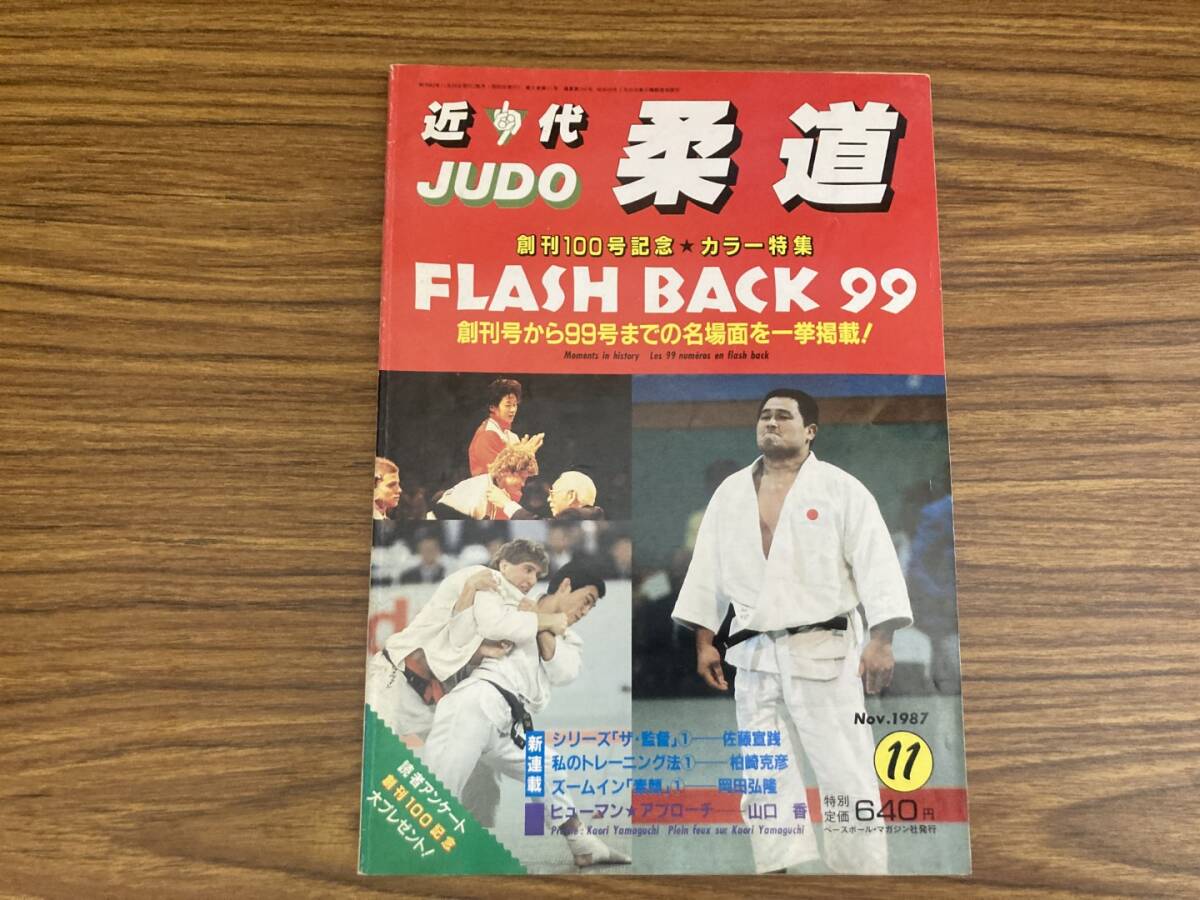 近代
JUDO
柔道
創刊100号記念★カラー特集
FLASH BACK 99
創刊号から99号までの名場面を一挙掲載!
Moments in history Les 99 numéros en flash back
Nov.1987
11
新連載
シリーズ「ザ・監督」①——佐藤宣践
私のトレーニング法①——柏崎克彦
ズームイン「素顔」①——岡田弘隆
ヒューマン★アプローチ——山口 香
Profile : Kaori Yamaguchi Plein feux sur Kaori Yamaguchi
特別定価640円
ベースボール・マガジン社発行
読者アンケート
創刊100記念
大プレゼント!